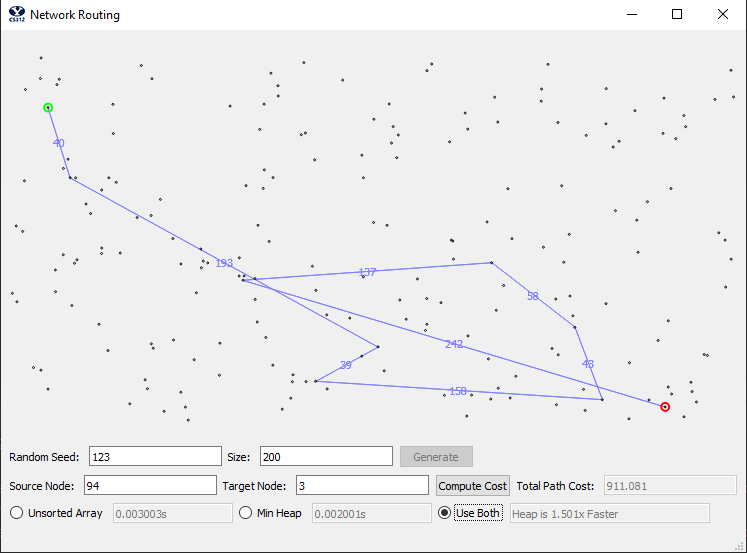 CS312 Network Routing
40
193
137
58
242
43
39
158
Random Seed: 123 Size: 200 Generate
Source Node: 94 Target Node: 3 Compute Cost Total Path Cost: 911.081
Unsorted Array 0.003003s Min Heap 0.002001s Use Both Heap is 1.501x Faster